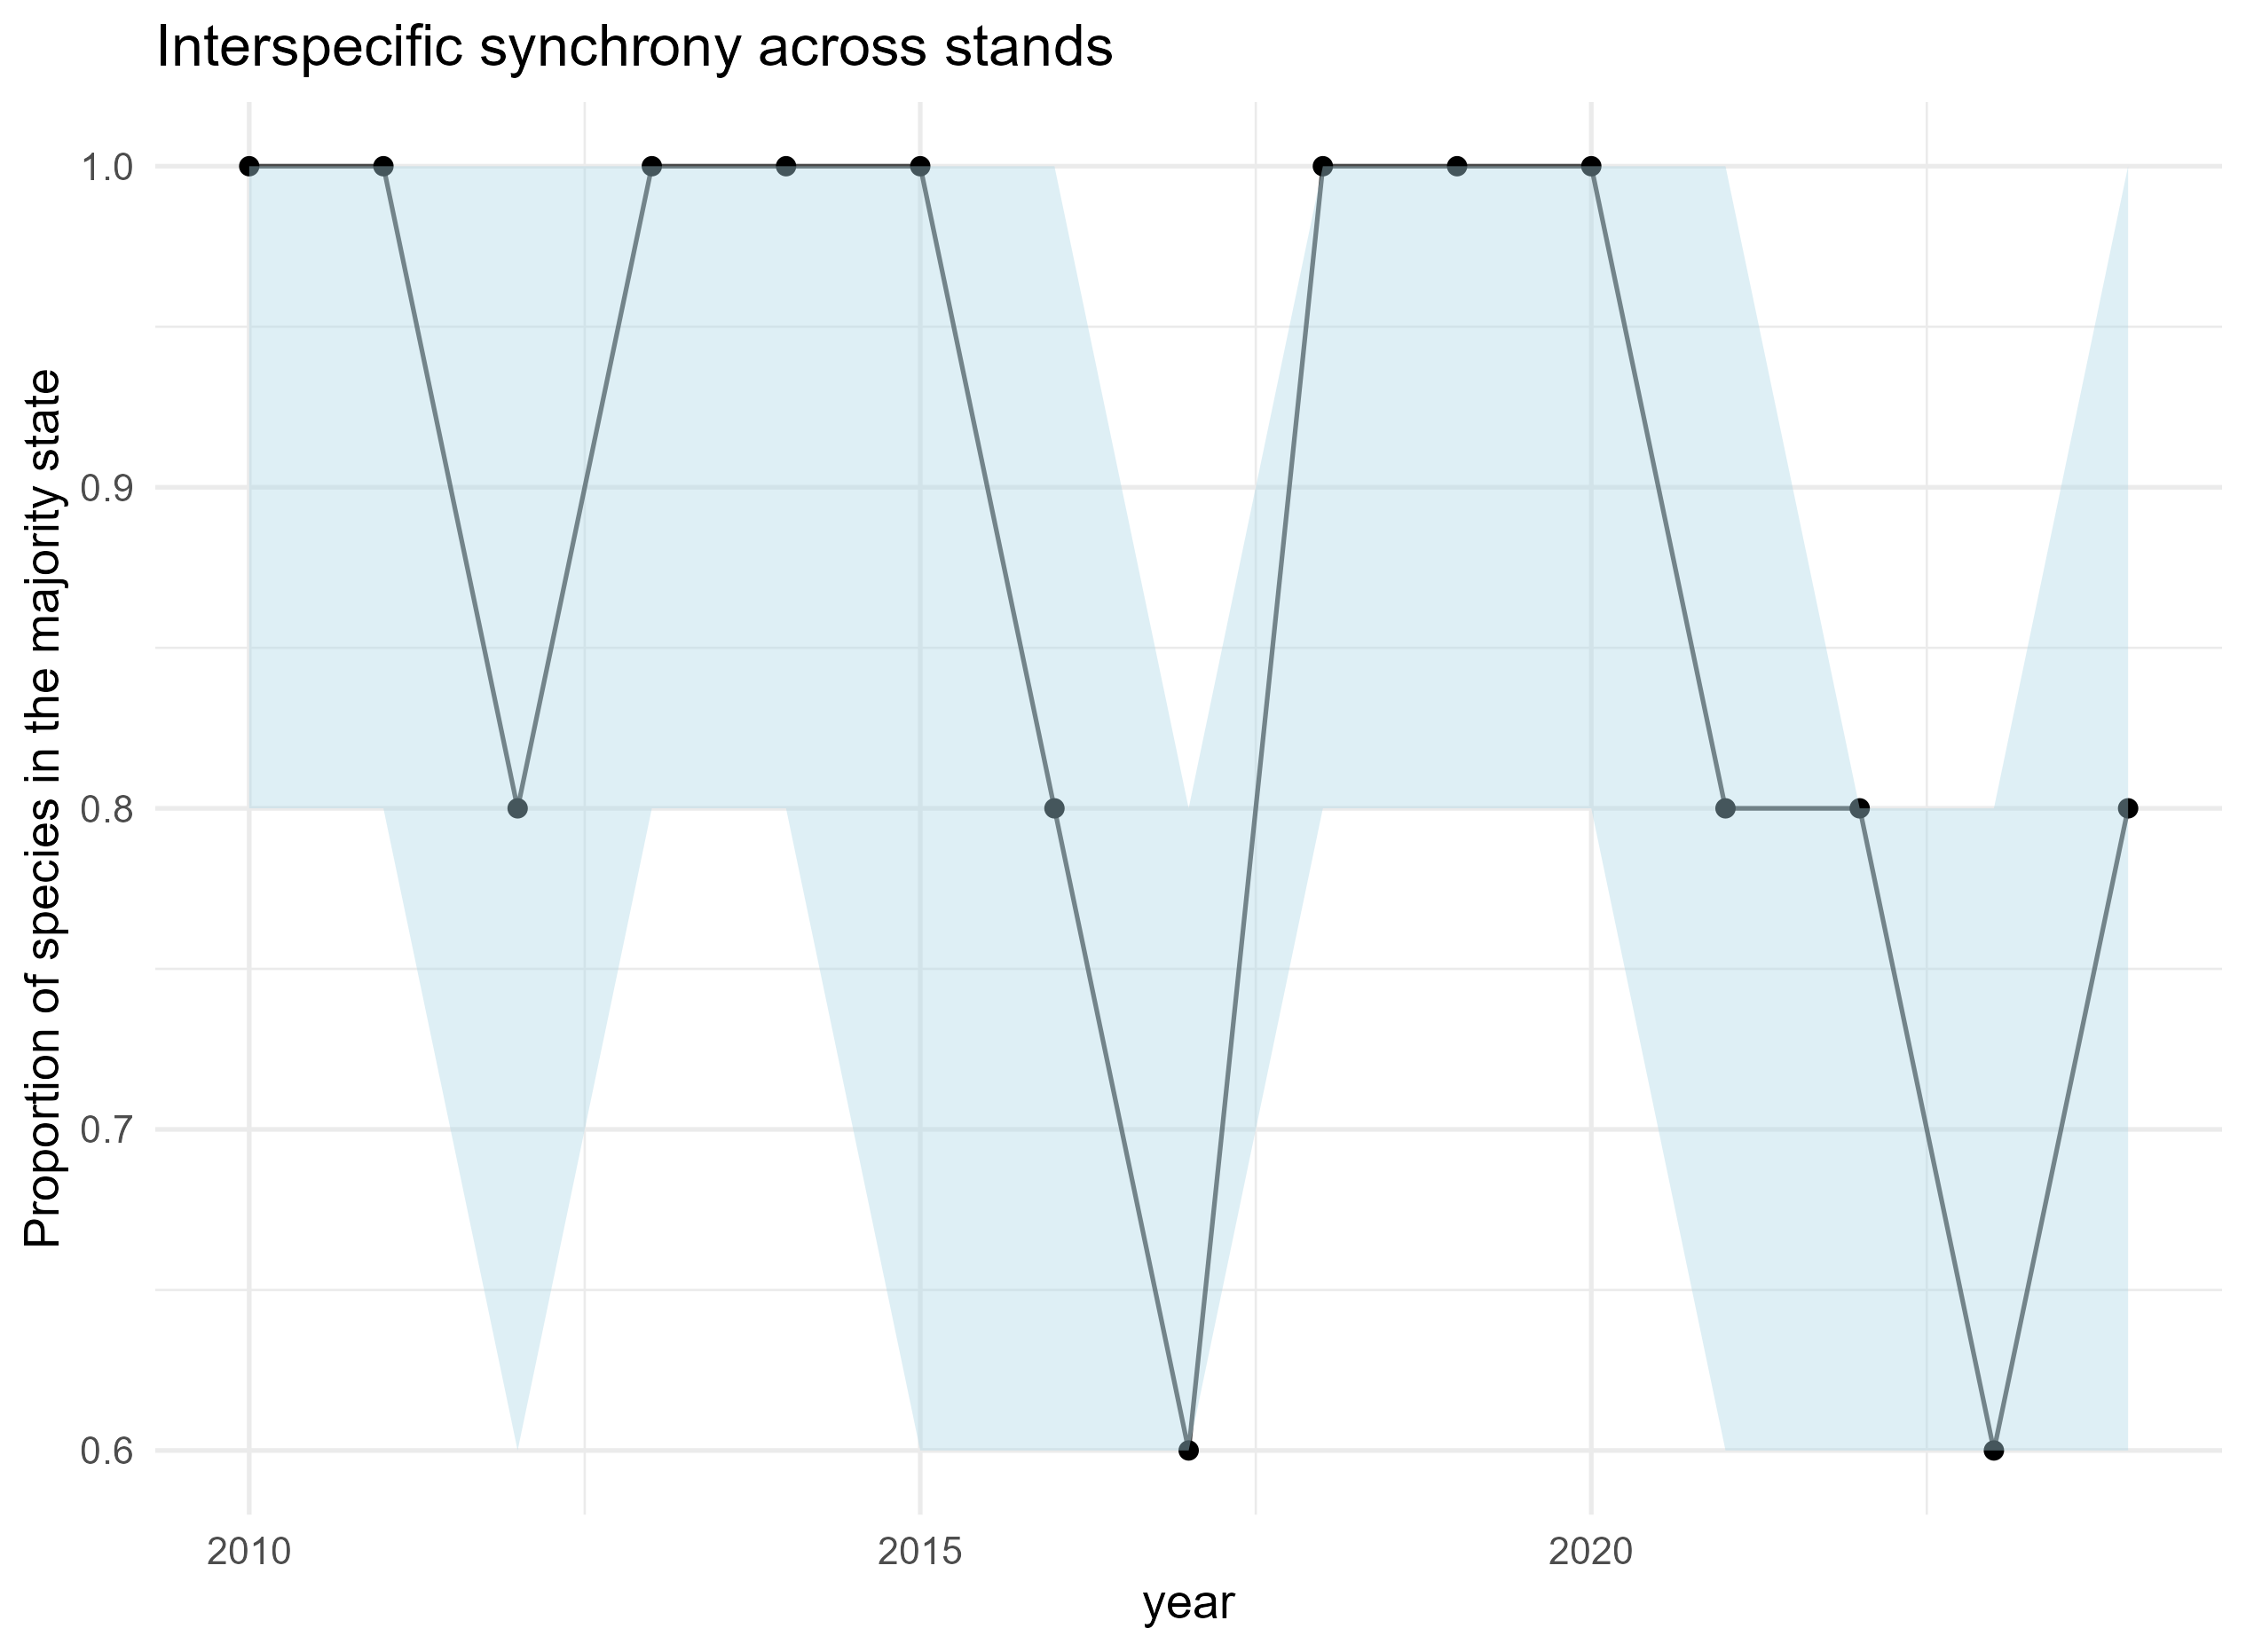 Interspecific synchrony across stands
Proportion of species in the majority state
1.0
0.9
0.8
0.7
0.6
2010
2015
2020
year